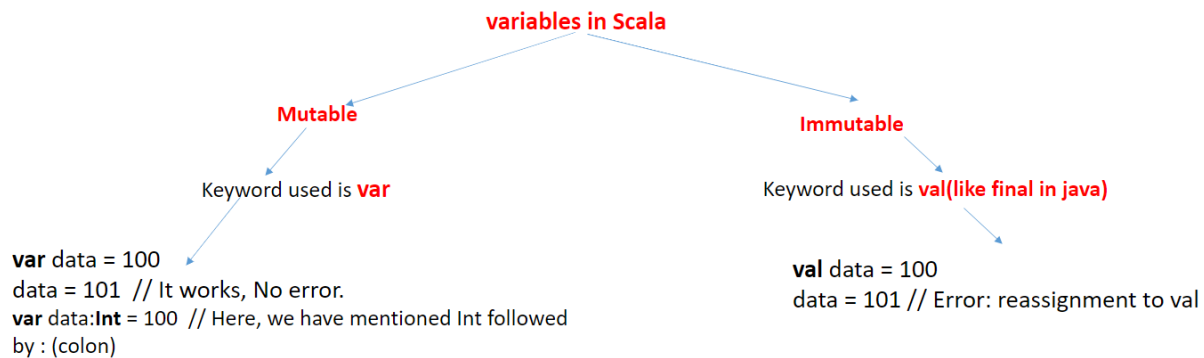 variables in Scala
Mutable
Immutable
Keyword used is var
Keyword used is val(like final in java)
var data = 100
data = 101 // It works, No error.
var data:Int = 100 // Here, we have mentioned Int followed
by : (colon)
val data = 100
data = 101 // Error: reassignment to val